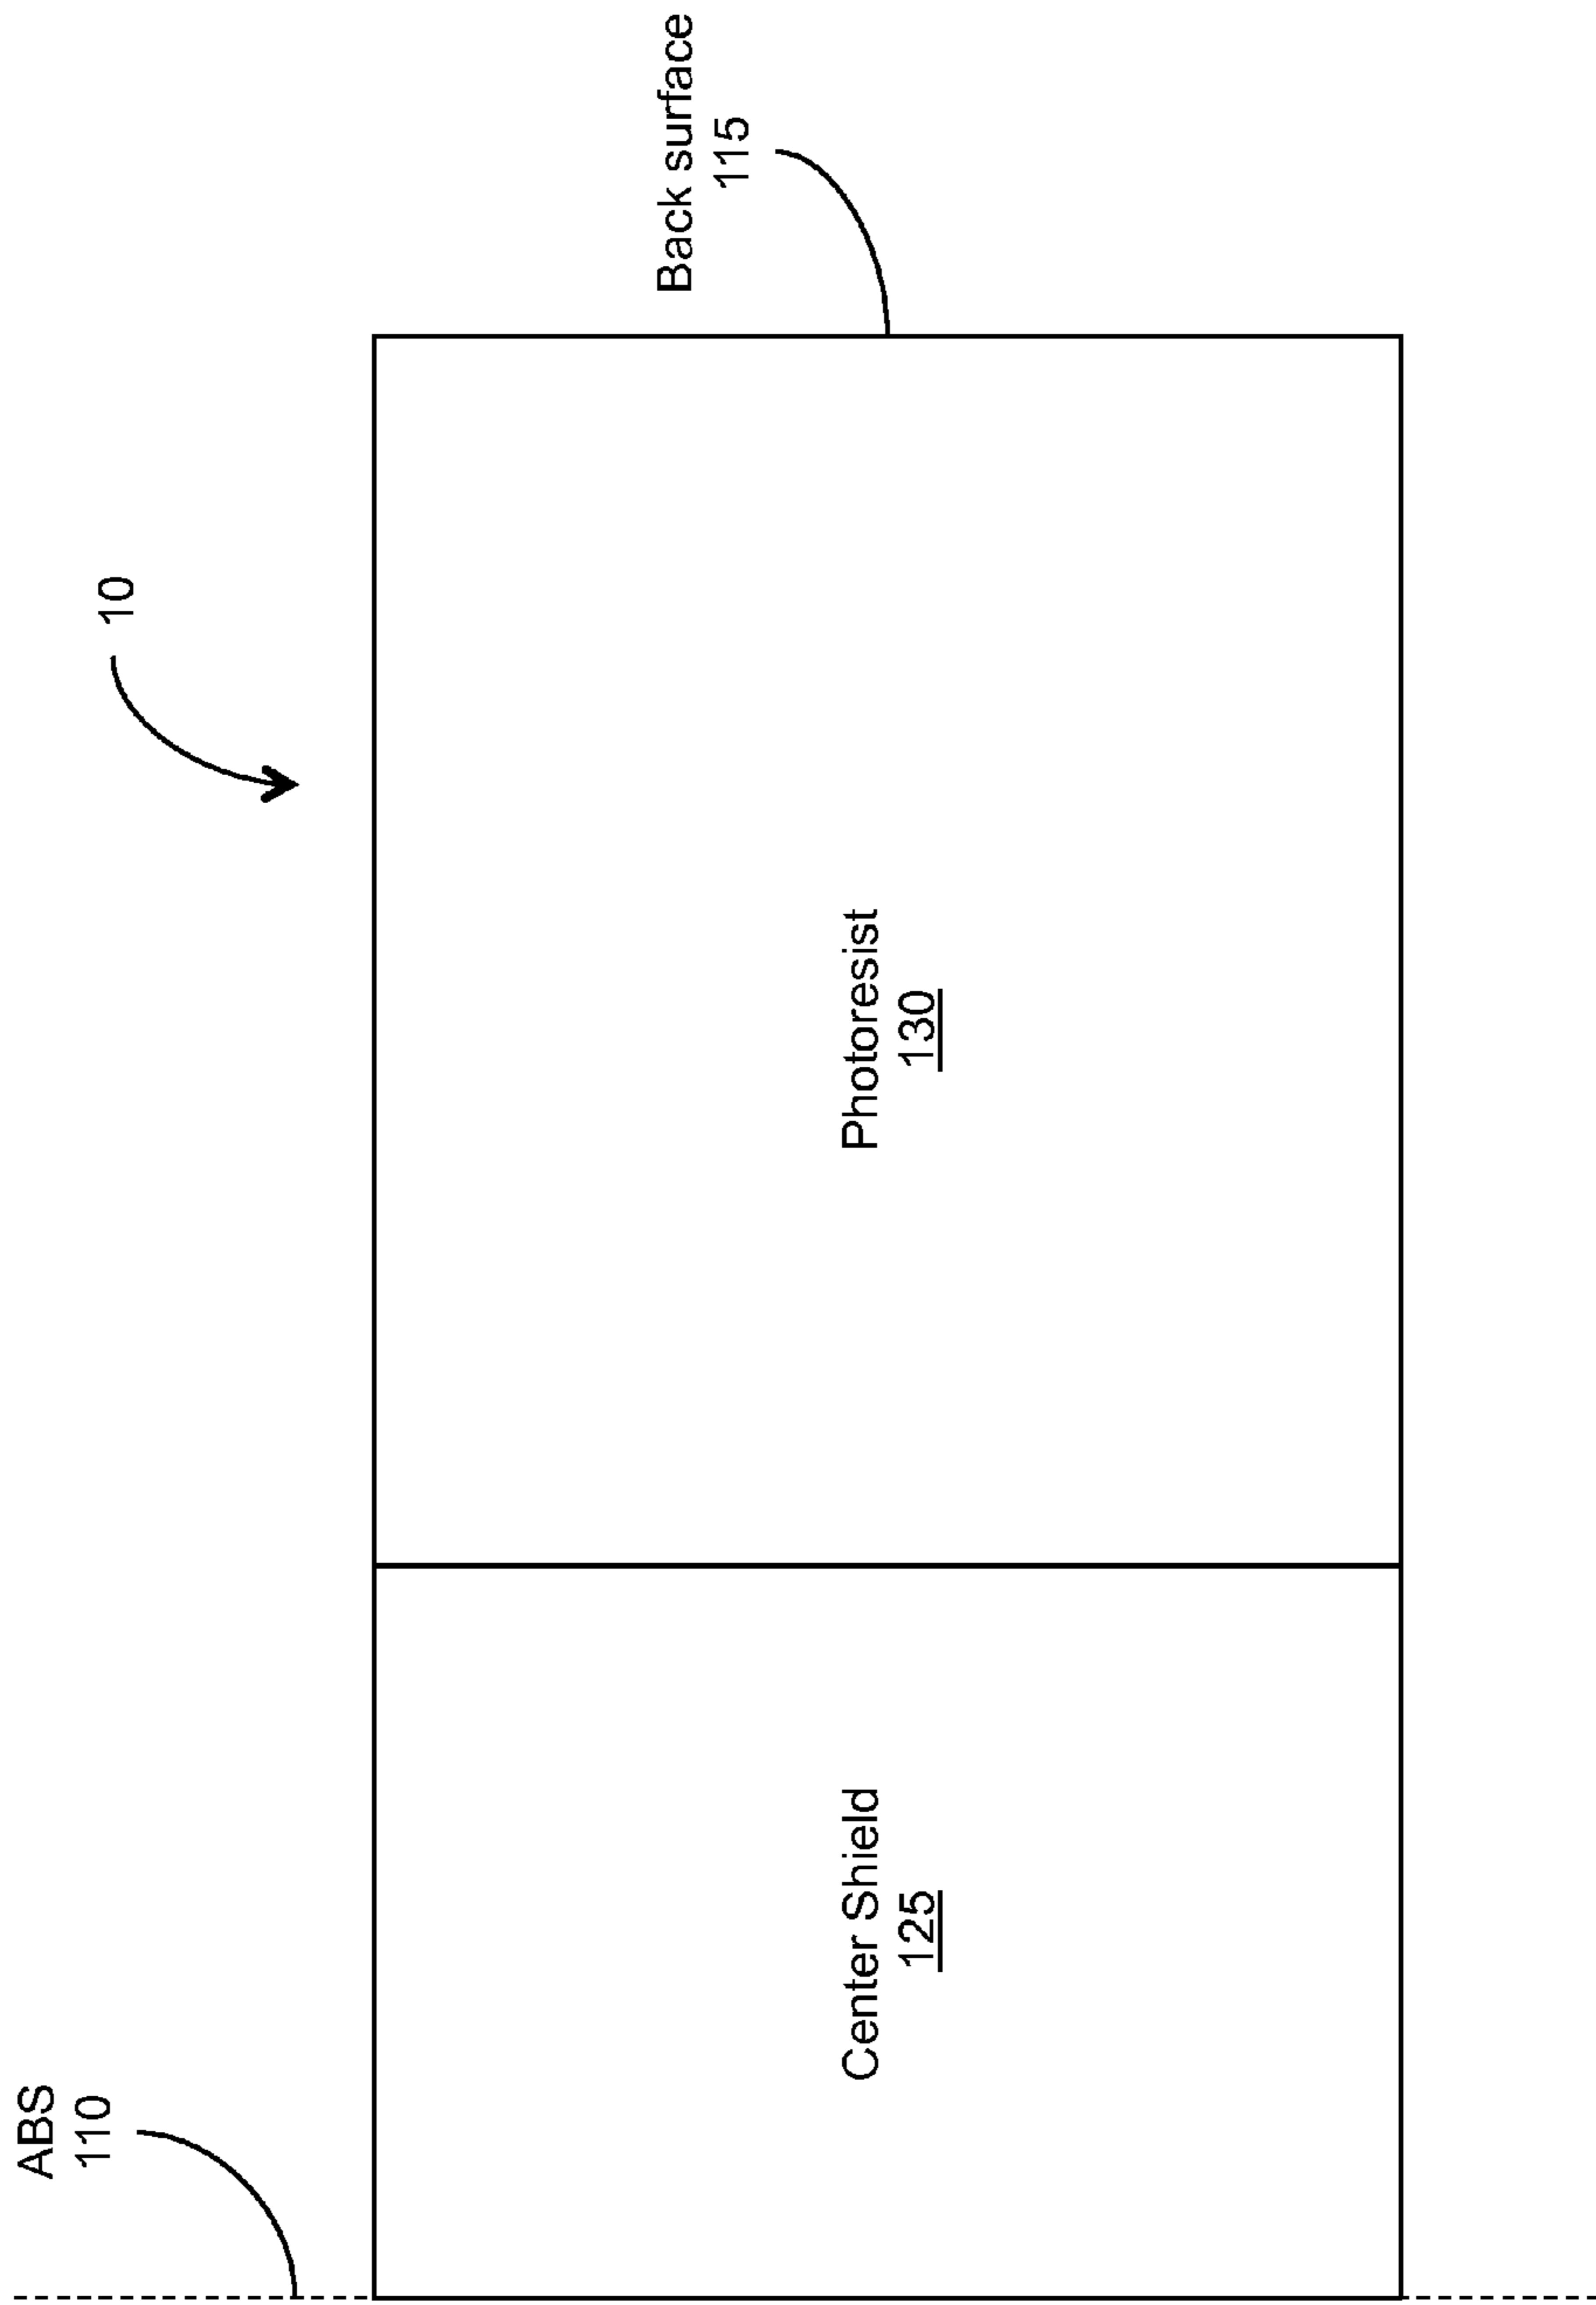 ABS
110
10
Back surface
115
Center Shield
125
Photoresist
130